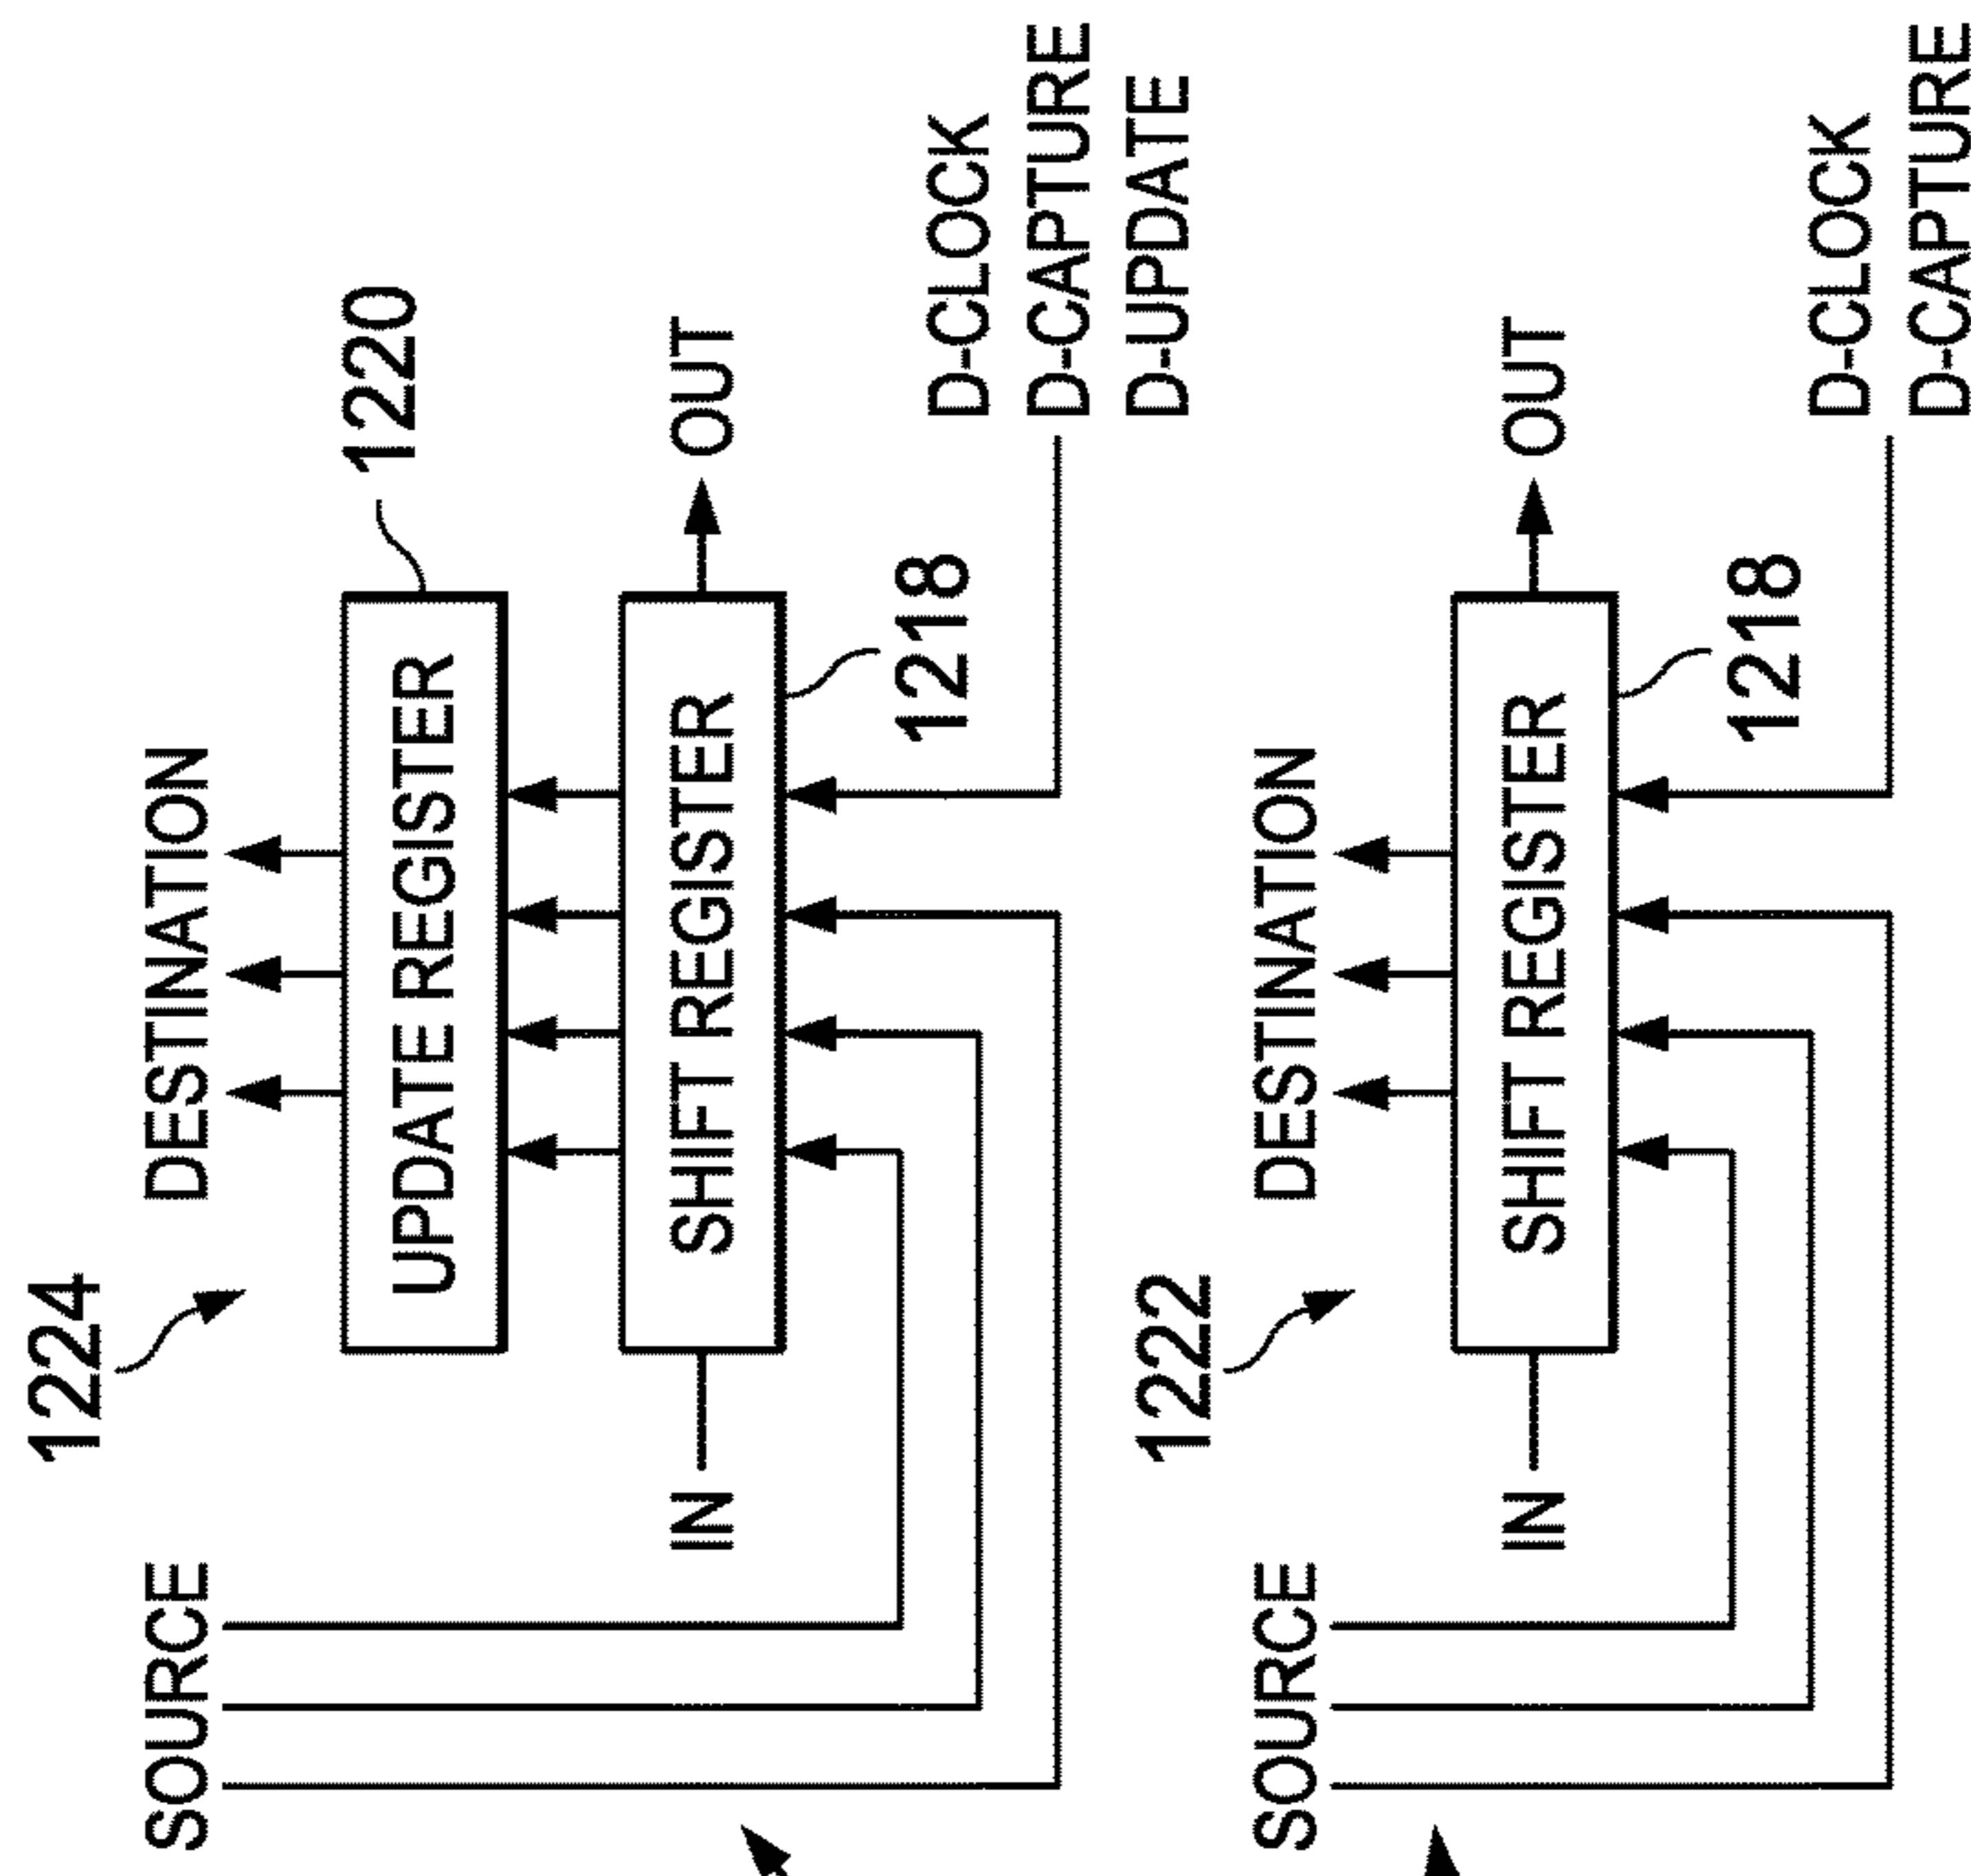 1224
SOURCE
DESTINATION
1220
UPDATE REGISTER
IN
SHIFT REGISTER
OUT
1218
D-CLOCK
D-CAPTURE
D-UPDATE
1222
SOURCE
DESTINATION
IN
SHIFT REGISTER
OUT
1218
D-CLOCK
D-CAPTURE